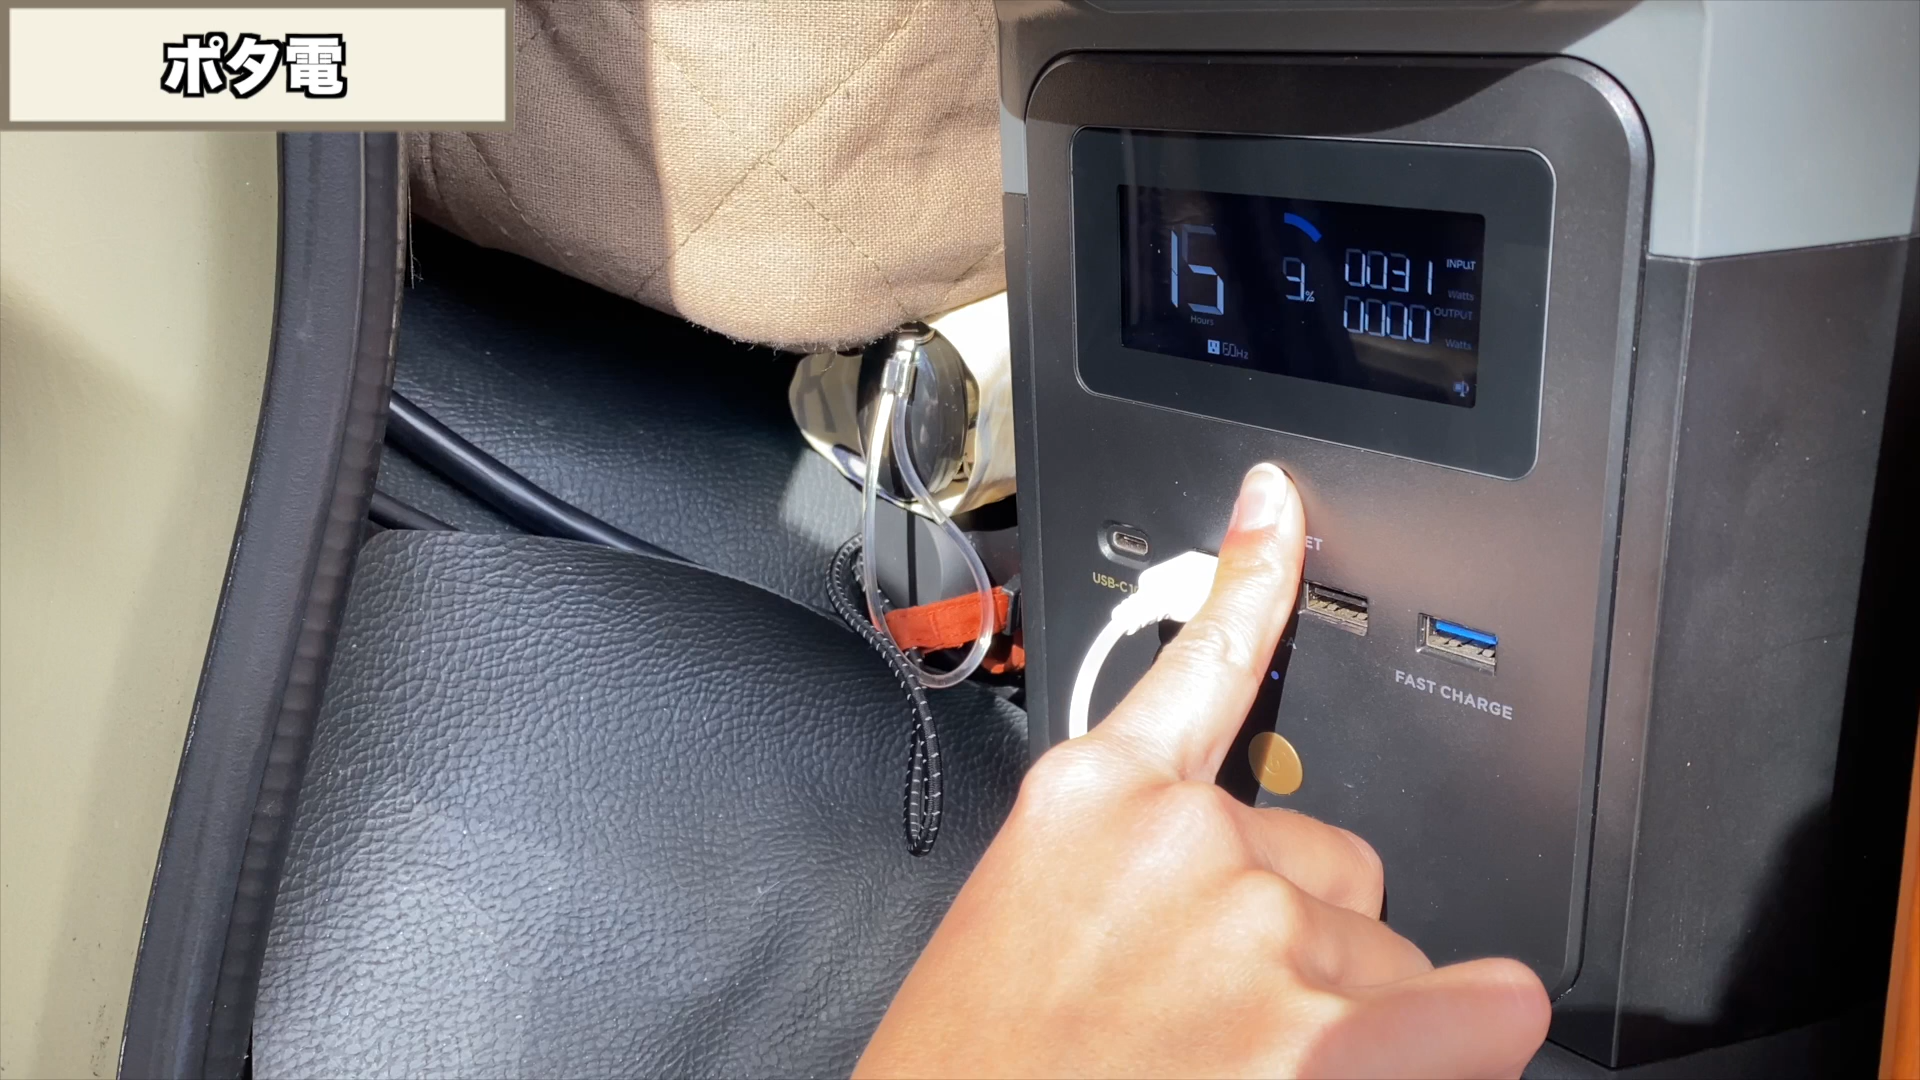 ポタ電
15
Hours
9%
0031 INPUT
Watts
0000 OUTPUT
Watts
60Hz
USB-C
FAST CHARGE